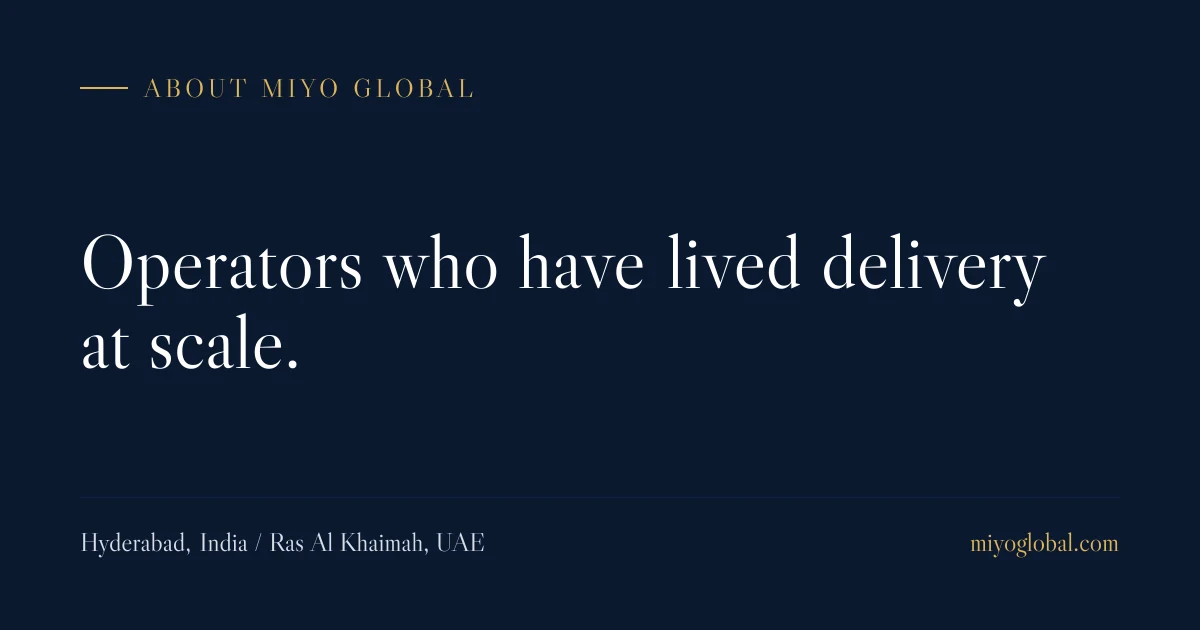 ABOUT MIYO GLOBAL
Operators who have lived delivery
at scale.
Hyderabad, India / Ras Al Khaimah, UAE
miyoglobal.com